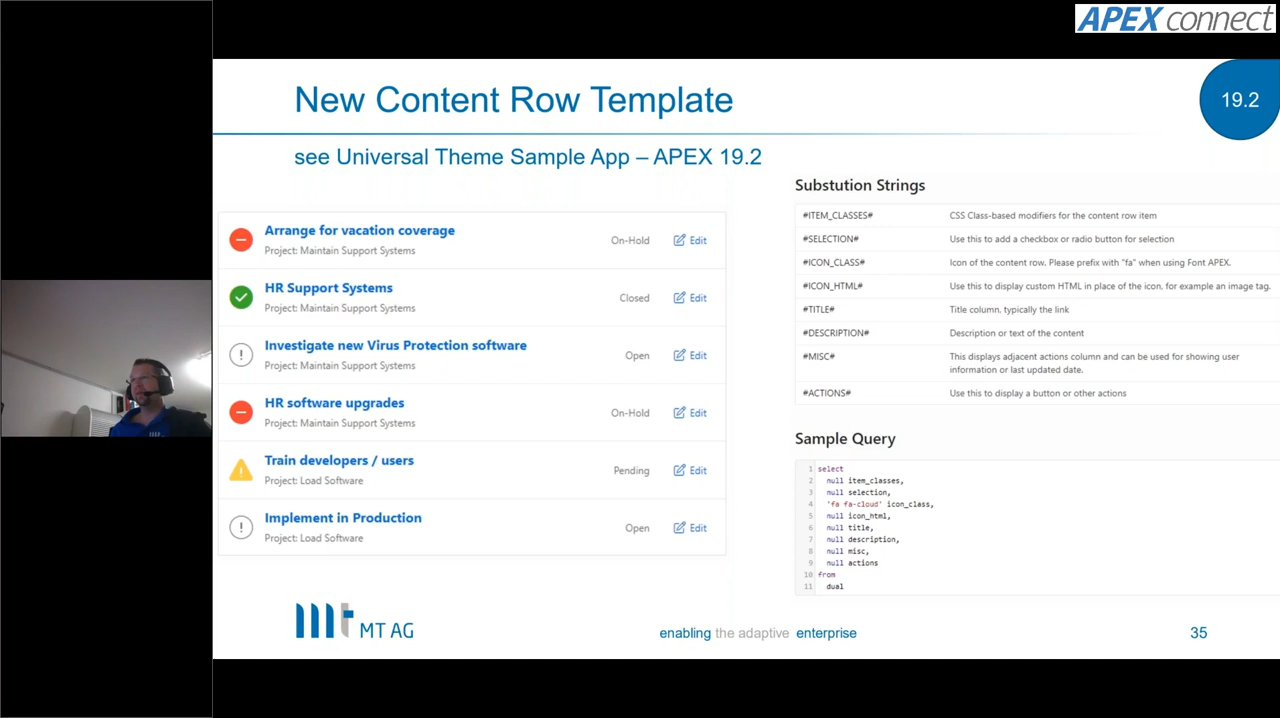 APEX connect
New Content Row Template
19.2
see Universal Theme Sample App – APEX 19.2
Arrange for vacation coverage
Project: Maintain Support Systems
On-Hold
Edit
HR Support Systems
Project: Maintain Support Systems
Closed
Edit
Investigate new Virus Protection software
Project: Maintain Support Systems
Open
Edit
HR software upgrades
Project: Maintain Support Systems
On-Hold
Edit
Train developers / users
Project: Load Software
Pending
Edit
Implement in Production
Project: Load Software
Open
Edit
Substution Strings
#ITEM_CLASSES# CSS Class-based modifiers for the content row item
#SELECTION# Use this to add a checkbox or radio button for selection
#ICON_CLASS# Icon of the content row. Please prefix with "fa" when using Font APEX.
#ICON_HTML# Use this to display custom HTML in place of the icon, for example an image tag.
#TITLE# Title column, typically the link
#DESCRIPTION# Description or text of the content
#MISC# This displays adjacent actions column and can be used for showing user
information or last updated date.
#ACTIONS# Use this to display a button or other actions
Sample Query
1 select
2 null item_classes,
3 null selection,
4 'fa fa-cloud' icon_class,
5 null icon_html,
6 null title,
7 null description,
8 null misc,
9 null actions
10 from
11 dual
mt MT AG
enabling the adaptive enterprise
35